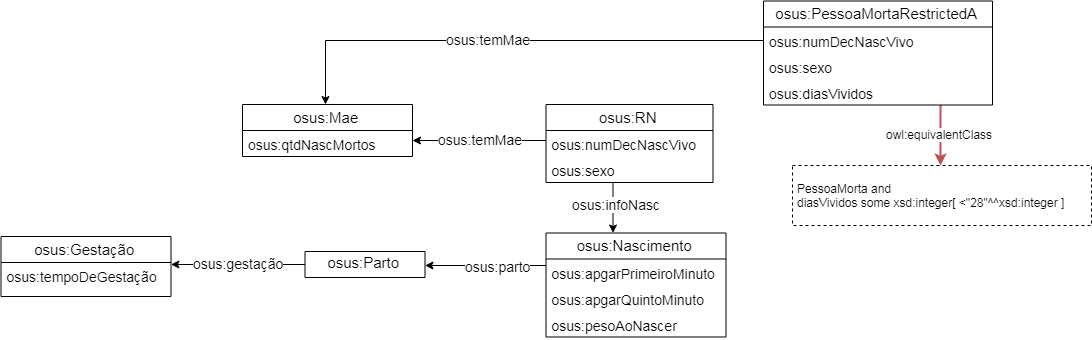 osus:PessoaMortaRestrictedA
osus:numDecNascVivo
osus:sexo
osus:diasVividos
osus:temMae
owl:equivalentClass
PessoaMorta and
diasVividos some xsd:integer[ <"28"^^xsd:integer ]
osus:Mae
osus:qtdNascMortos
osus:temMae
osus:RN
osus:numDecNascVivo
osus:sexo
osus:infoNasc
osus:Nascimento
osus:apgarPrimeiroMinuto
osus:apgarQuintoMinuto
osus:pesoAoNascer
osus:parto
osus:Parto
osus:gestação
osus:Gestação
osus:tempoDeGestação